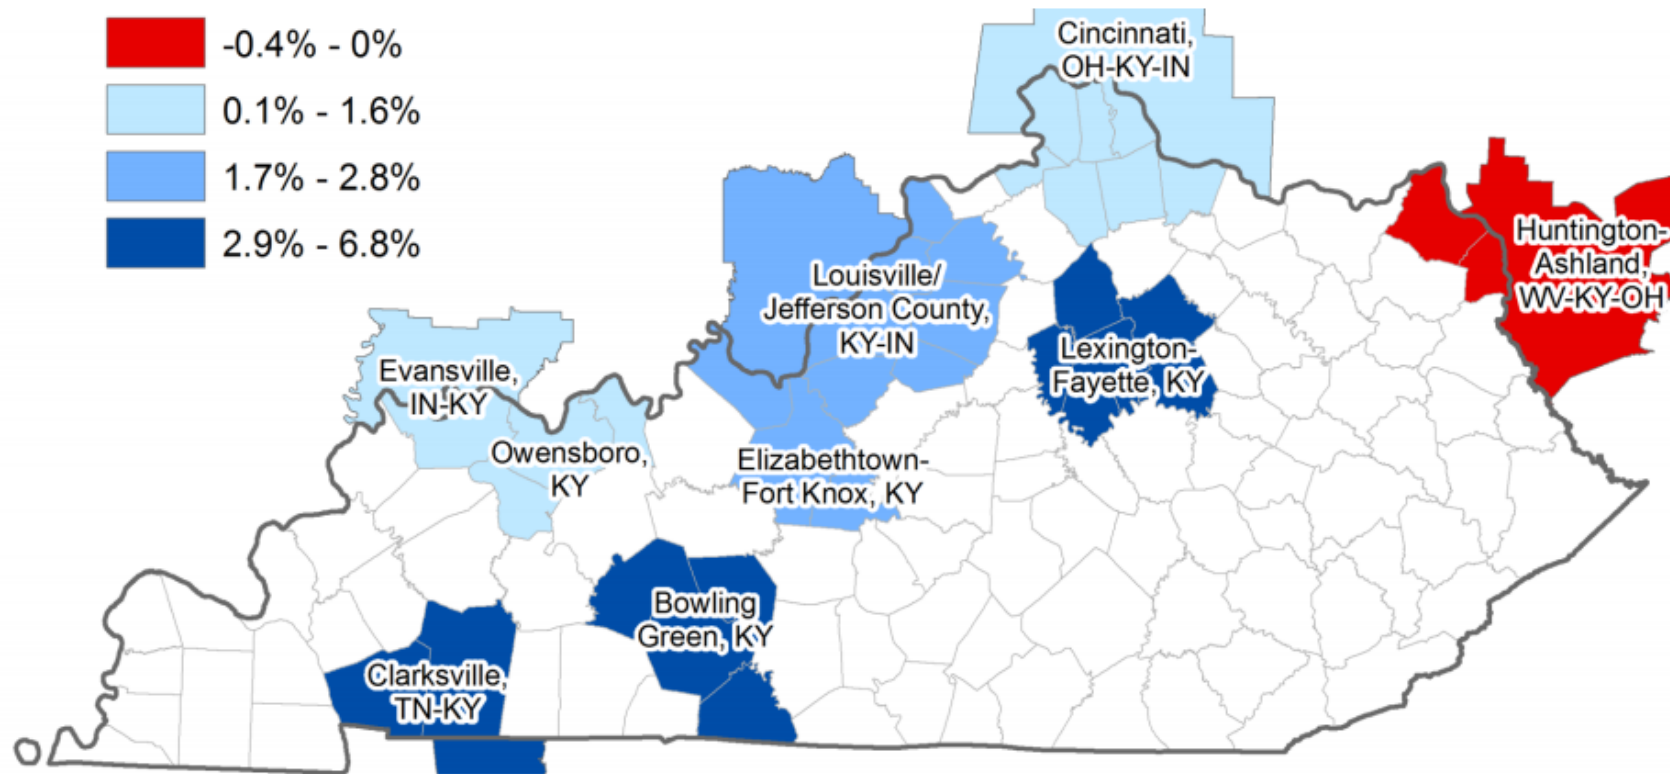 -0.4% - 0%
0.1% - 1.6%
1.7% - 2.8%
2.9% - 6.8%
Cincinnati,
OH-KY-IN
Huntington-
Ashland,
WV-KY-OH
Louisville/
Jefferson County,
KY-IN
Lexington-
Fayette, KY
Evansville,
IN-KY
Owensboro,
KY
Elizabethtown-
Fort Knox, KY
Bowling
Green, KY
Clarksville,
TN-KY